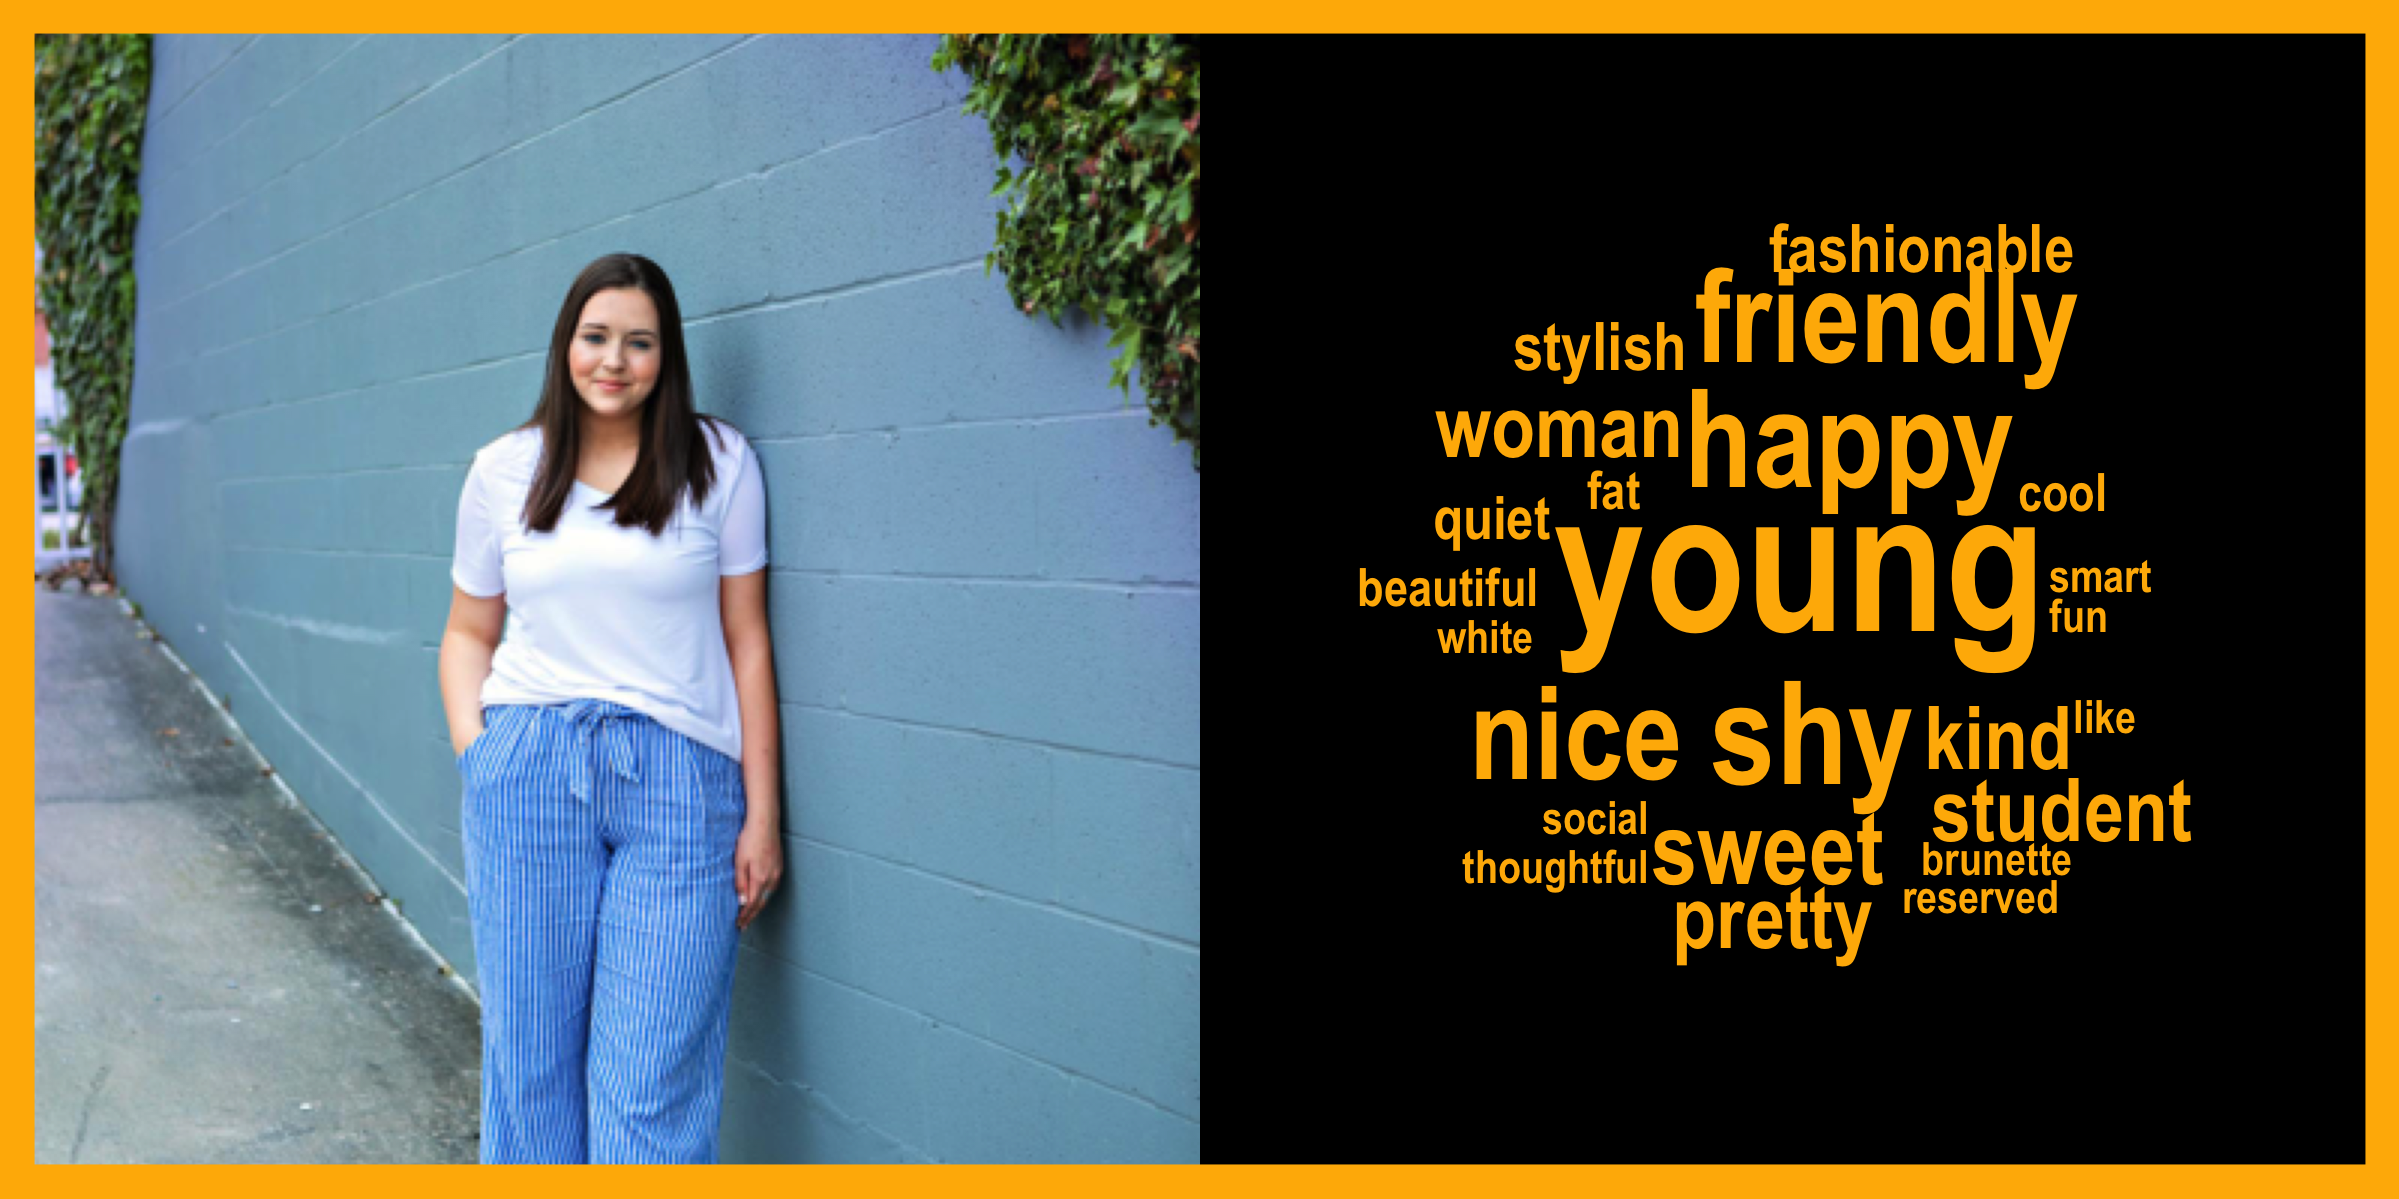 fashionable
friendly
stylish
woman
happy
fat
cool
quiet
young
beautiful
smart
fun
white
nice
shy
kind
like
student
social
sweet
thoughtful
brunette
reserved
pretty